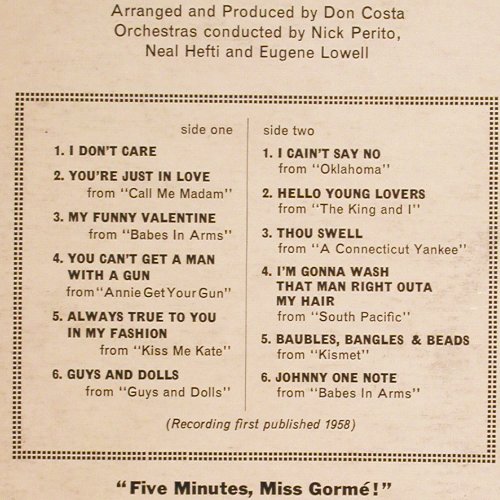 Arranged and Produced by Don Costa
Orchestras conducted by Nick Perito,
Neal Hefti and Eugene Lowell
side one
1. I DON'T CARE
2. YOU'RE JUST IN LOVE
from "Call Me Madam"
3. MY FUNNY VALENTINE
from "Babes In Arms"
4. YOU CAN'T GET A MAN
WITH A GUN
from "Annie Get Your Gun"
5. ALWAYS TRUE TO YOU
IN MY FASHION
from "Kiss Me Kate"
6. GUYS AND DOLLS
from "Guys and Dolls"
side two
1. I CAIN'T SAY NO
from "Oklahoma"
2. HELLO YOUNG LOVERS
from "The King and I"
3. THOU SWELL
from "A Connecticut Yankee"
4. I'M GONNA WASH
THAT MAN RIGHT OUTA
MY HAIR
from "South Pacific"
5. BAUBLES, BANGLES & BEADS
from "Kismet"
6. JOHNNY ONE NOTE
from "Babes In Arms"
(Recording first published 1958)
"Five Minutes, Miss Gormé!"